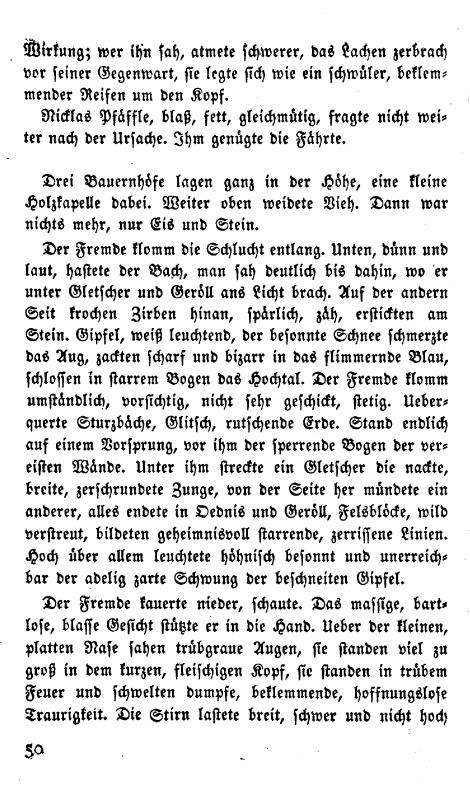 Wirkung; wer ihn sah, atmete schwerer, das Lachen zerbrach
vor seiner Gegenwart, sie legte sich wie ein schwüler, beklem-
mender Reifen um den Kopf.
Nicklas Pfäffle, blaß, fett, gleichmütig, fragte nicht wei-
ter nach der Ursache. Ihm genügte die Fährte.
Drei Bauernhöfe lagen ganz in der Höhe, eine kleine
Holzkapelle dabei. Weiter oben weidete Vieh. Dann war
nichts mehr, nur Eis und Stein.
Der Fremde klomm die Schlucht entlang. Unten, dünn und
laut, hastete der Bach, man sah deutlich bis dahin, wo er
unter Gletscher und Geröll ans Licht brach. Auf der andern
Seit krochen Zirben hinan, spärlich, zäh, erstickten am
Stein. Gipfel, weiß leuchtend, der besonnte Schnee schmerzte
das Aug, zackten scharf und bizarr in das flimmernde Blau,
schlossen in starrem Bogen das Hochtal. Der Fremde klomm
umständlich, vorsichtig, nicht sehr geschickt, stetig. Ueber-
querte Sturzbäche, Glitsch, rutschende Erde. Stand endlich
auf einem Vorsprung, vor ihm der sperrende Bogen der ver-
eisten Wände. Unter ihm streckte ein Gletscher die nackte,
breite, zerschrundete Zunge, von der Seite her mündete ein
anderer, alles endete in Oednis und Geröll, Felsblöcke, wild
verstreut, bildeten geheimnisvoll starrende, zerrissene Linien.
Hoch über allem leuchtete höhnisch besonnt und unerreich-
bar der adelig zarte Schwung der beschneiten Gipfel.
Der Fremde kauerte nieder, schaute. Das massige, bart-
lose, blasse Gesicht stützte er in die Hand. Ueber der kleinen,
platten Nase sahen trübgraue Augen, sie standen viel zu
groß in dem kurzen, fleischigen Kopf, sie standen in trübem
Feuer und schwelten dumpfe, beklemmende, hoffnungslose
Traurigkeit. Die Stirn lastete breit, schwer und nicht hoch
50